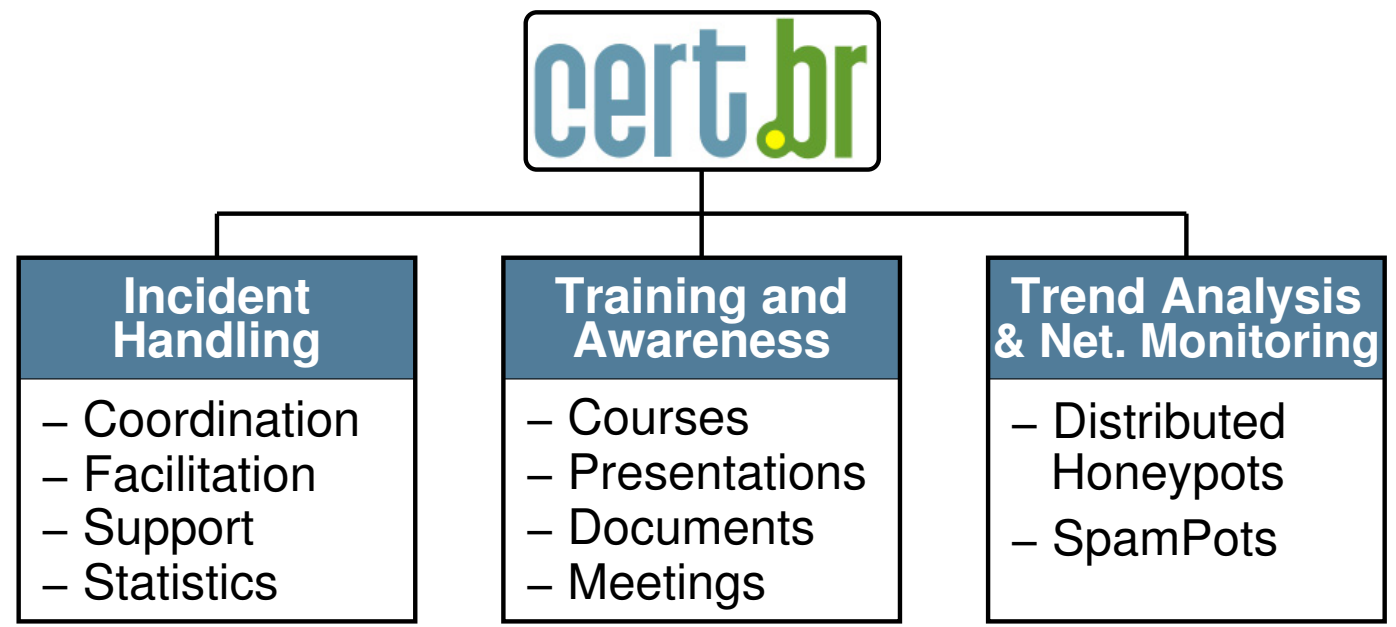 cert.br
Incident
Handling
– Coordination
– Facilitation
– Support
– Statistics
Training and
Awareness
– Courses
– Presentations
– Documents
– Meetings
Trend Analysis
& Net. Monitoring
– Distributed
Honeypots
– SpamPots